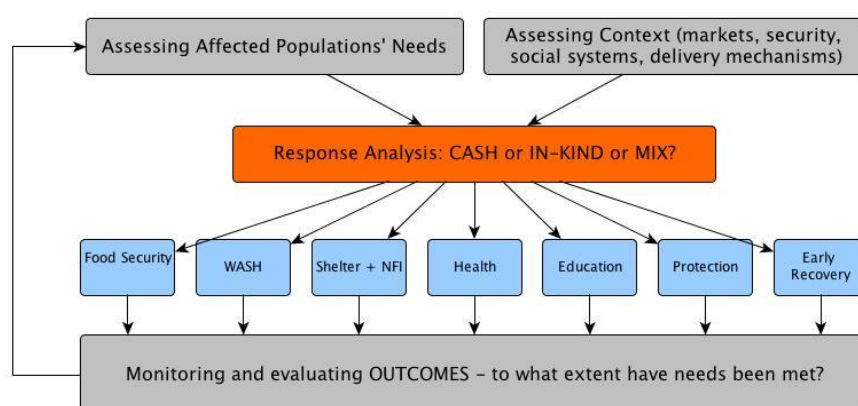 Assessing Affected Populations' Needs
Assessing Context (markets, security,
social systems, delivery mechanisms)
Response Analysis: CASH or IN-KIND or MIX?
Food Security
WASH
Shelter + NFI
Health
Education
Protection
Early
Recovery
Monitoring and evaluating OUTCOMES – to what extent have needs been met?